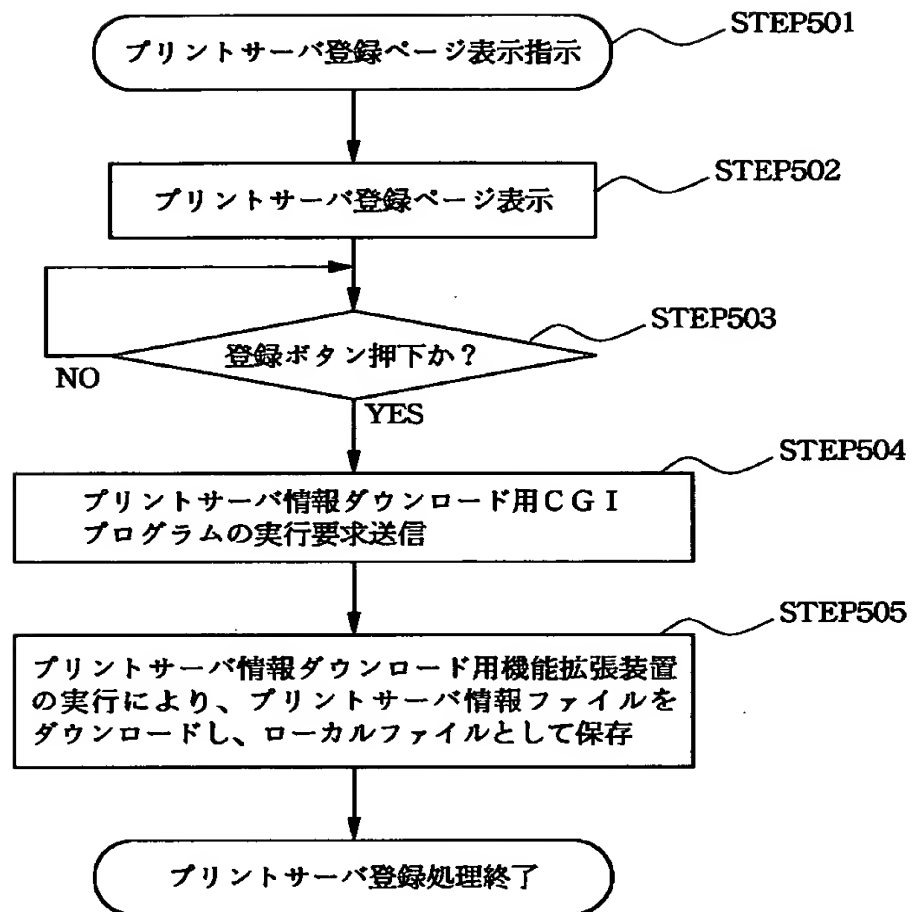 プリントサーバ登録ページ表示指示
STEP501
プリントサーバ登録ページ表示
STEP502
登録ボタン押下か？
STEP503
NO
YES
プリントサーバ情報ダウンロード用ＣＧＩ
プログラムの実行要求送信
STEP504
プリントサーバ情報ダウンロード用機能拡張装置
の実行により、プリントサーバ情報ファイルを
ダウンロードし、ローカルファイルとして保存
STEP505
プリントサーバ登録処理終了